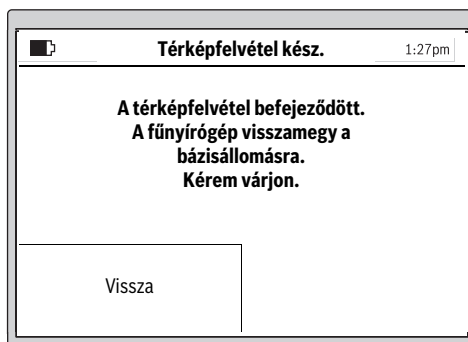 Térképfelvétel kész.
1:27pm
A térképfelvétel befejeződött.
A fűnyírógép visszamegy a
bázisállomásra.
Kérem várjon.
Vissza